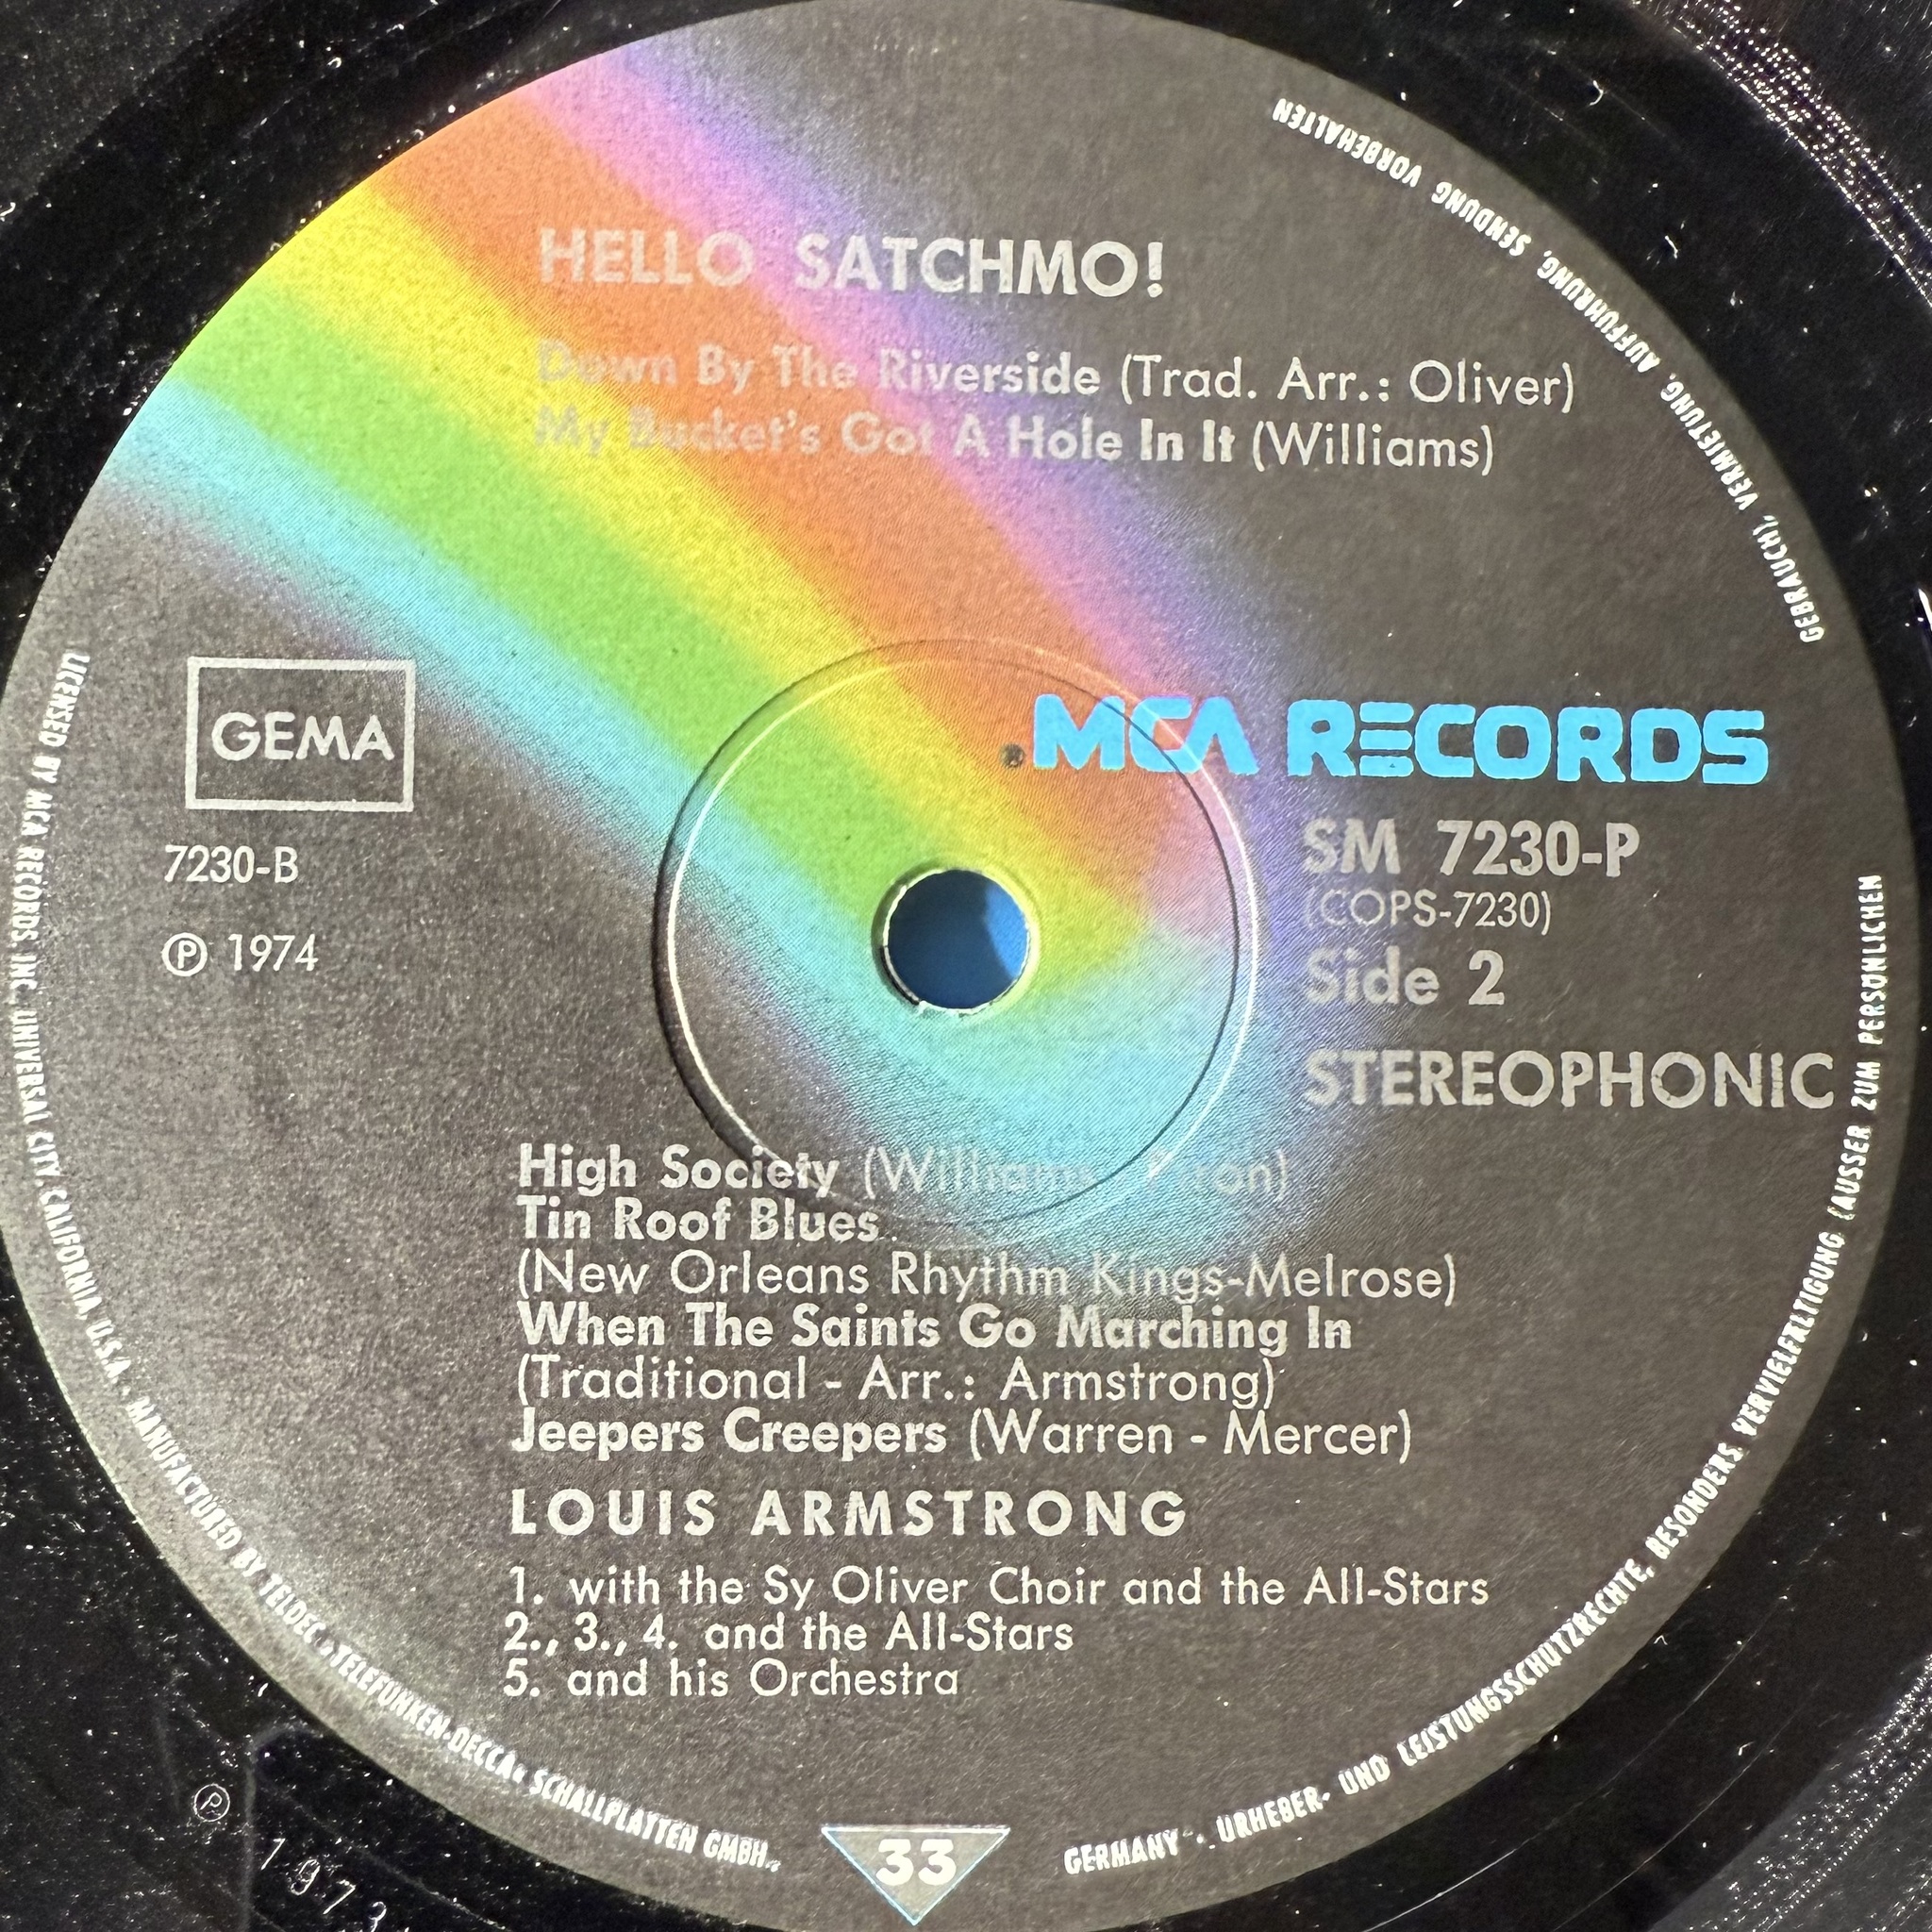 HELLO SATCHMO!
Down By The Riverside (Trad. Arr.: Oliver)
My Bucket's Got A Hole In It (Williams)
® MCA RECORDS
GEMA
7230-B
Ⓟ 1974
SM 7230-P
(COPS-7230)
Side 2
STEREOPHONIC
High Society (Williams
Tin Roof Blues
(New Orleans Rhythm Kings-Melrose)
When The Saints Go Marching In
(Traditional - Arr.: Armstrong)
Jeepers Creepers (Warren - Mercer)
LOUIS ARMSTRONG
1. with the Sy Oliver Choir and the All-Stars
2., 3., 4. and the All-Stars
5. and his Orchestra
33
LICENSED BY MCA RECORDS, INC., UNIVERSAL CITY, CALIFORNIA, U.S.A. · MANUFACTURED BY TELDEC »TELEFUNKEN-DECCA« SCHALLPLATTEN GMBH.,
GERMANY · URHEBER- UND LEISTUNGSSCHUTZRECHTE, BESONDERS VERVIELFÄLTIGUNG (AUSSER ZUM PERSÖNLICHEN
GEBRAUCH), VERMIETUNG, AUFFÜHRUNG, SENDUNG VORBEHALTEN
Ⓟ 1973